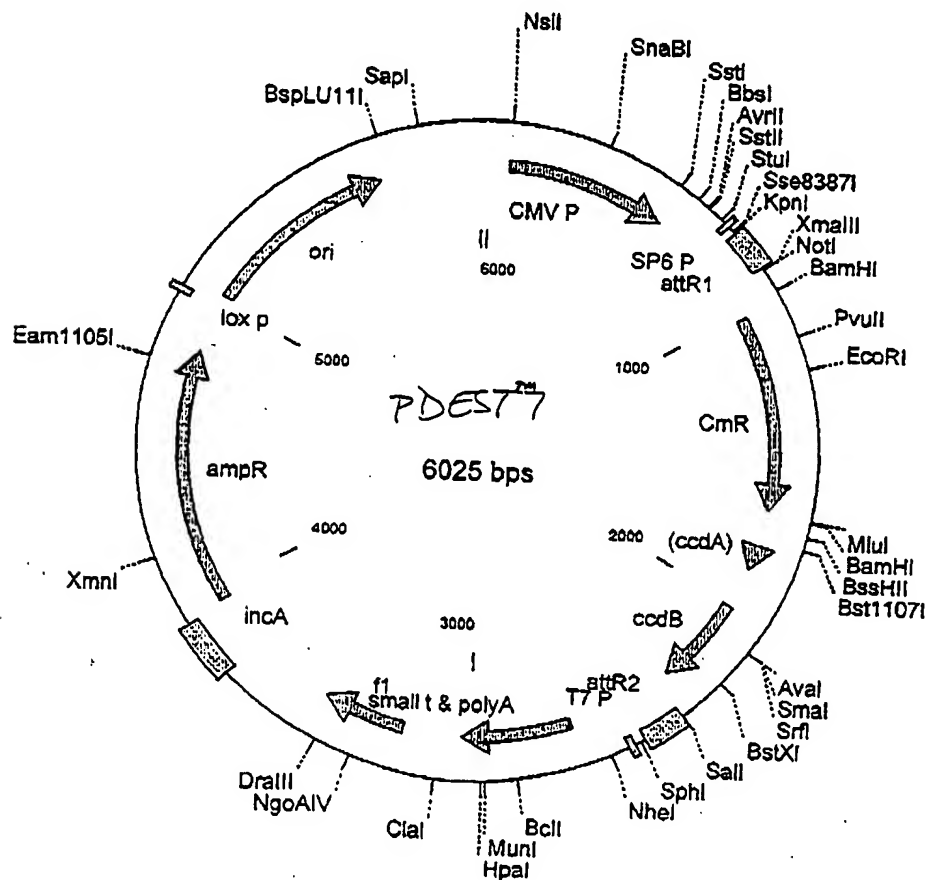 NsiI
SnaBI
SstI
BbsI
AvrII
SstII
StuI
Sse8387I
KpnI
XmaIII
NotI
BamHI
PvuII
EcoRI
MluI
BamHI
BssHII
Bst1107I
AvaI
SmaI
SrfI
BstXI
SalI
SphI
NheI
BclI
MunI
HpaI
ClaI
NgoAIV
DraIII
XmnI
Eam1105I
BspLU11I
SapI
CMV P
SP6 P
attR1
CmR
(ccdA)
ccdB
attR2
T7 P
small t & polyA
f1
incA
ampR
lox p
ori
6000
1000
2000
3000
4000
5000
pDEST™7
6025 bps